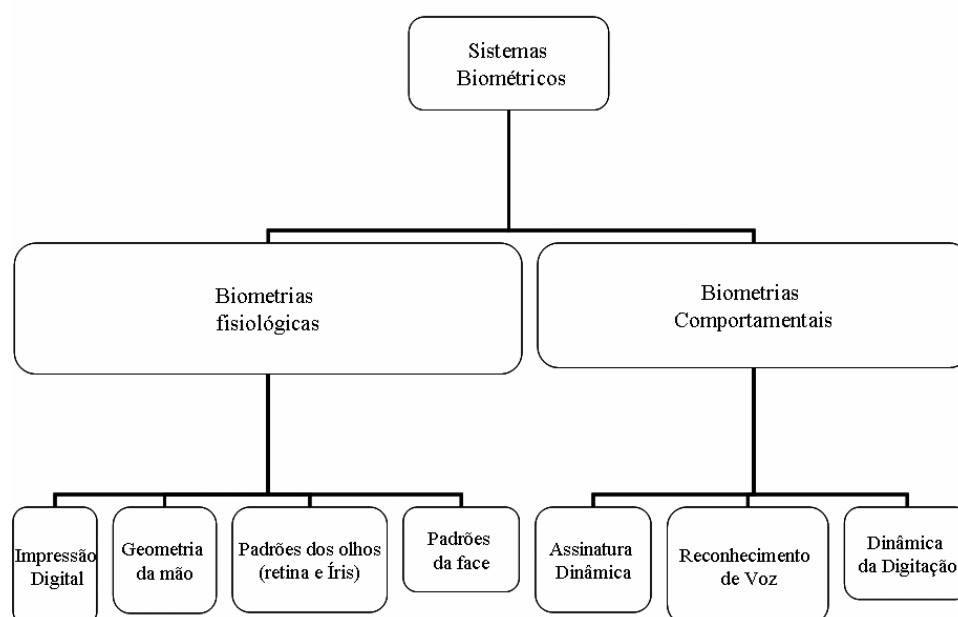 Sistemas
Biométricos
Biometrias
fisiológicas
Biometrias
Comportamentais
Impressão
Digital
Geometria
da mão
Padrões dos olhos
(retina e Íris)
Padrões
da face
Assinatura
Dinâmica
Reconhecimento
de Voz
Dinâmica
da Digitação